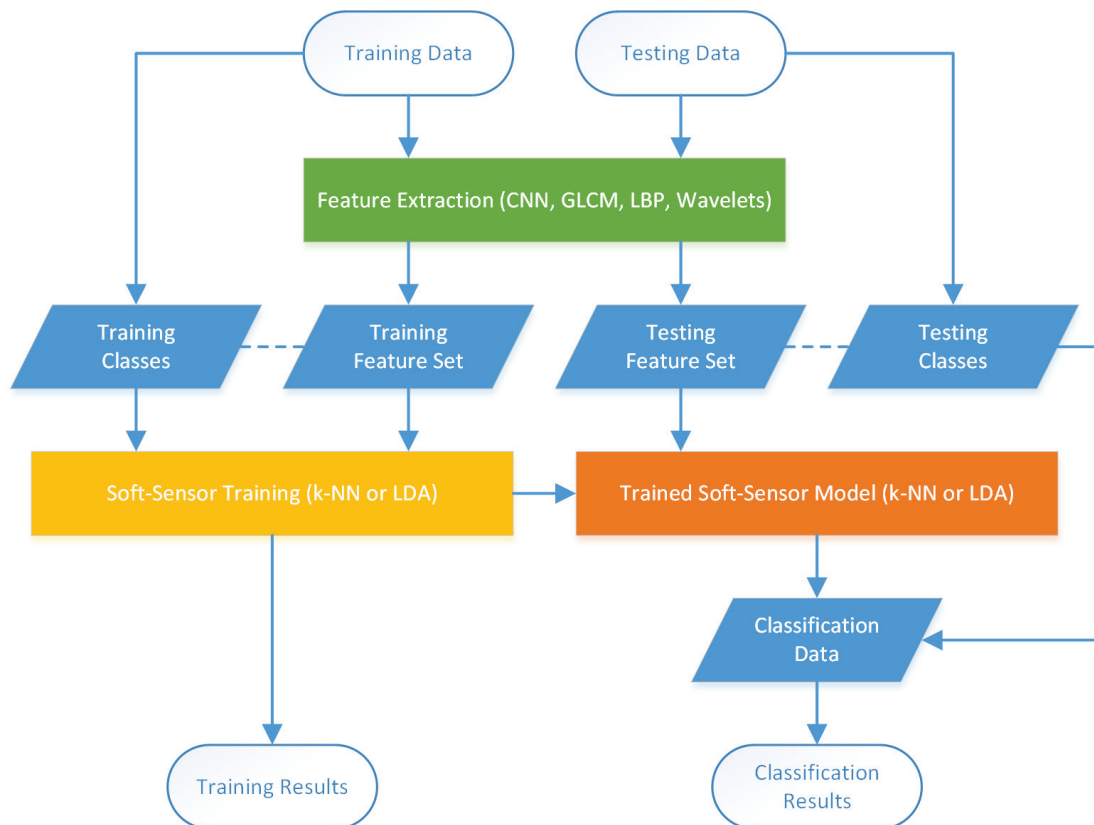 Training Data
Testing Data
Feature Extraction (CNN, GLCM, LBP, Wavelets)
Training
Classes
Training
Feature Set
Testing
Feature Set
Testing
Classes
Soft-Sensor Training (k-NN or LDA)
Trained Soft-Sensor Model (k-NN or LDA)
Classification
Data
Training Results
Classification
Results